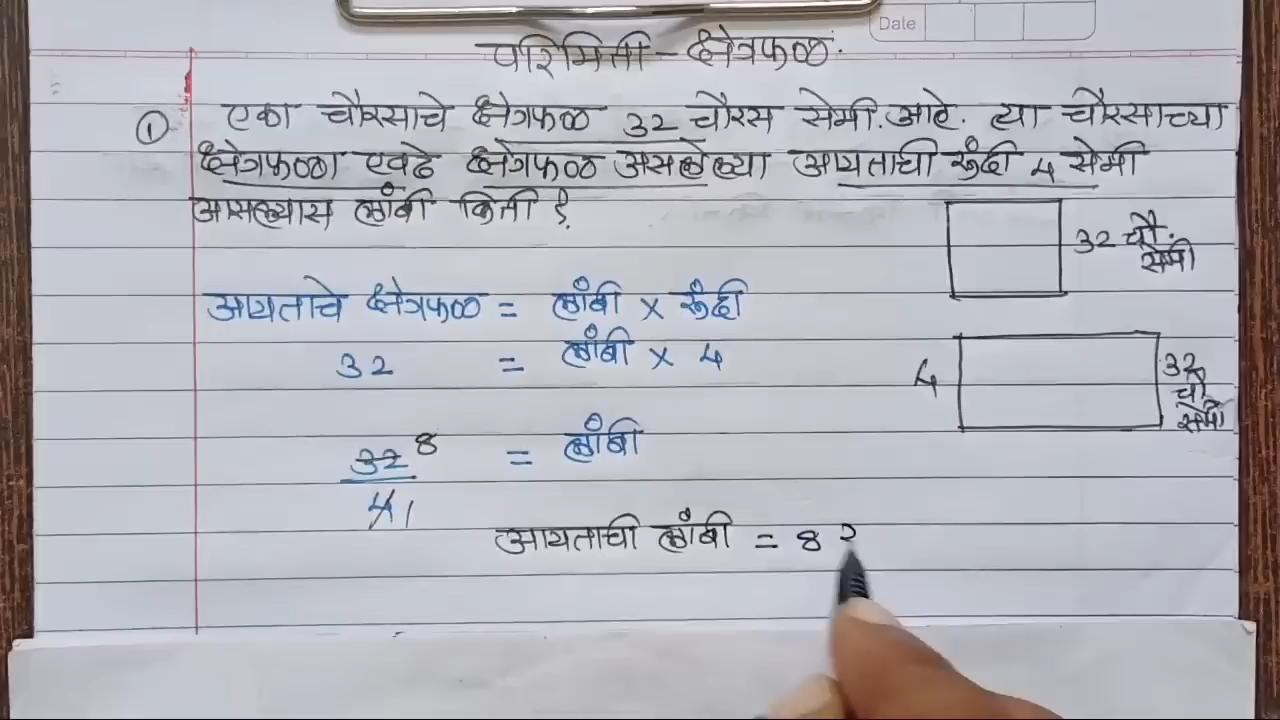 Date
परिमिती - क्षेत्रफळ.
① एका चौरसाचे क्षेत्रफळ 32 चौरस सेमी. आहे. त्या चौरसाच्या
क्षेत्रफळा एवढे क्षेत्रफळ असलेल्या आयताची रुंदी 4 सेमी
असल्यास लांबी किती ?
32 चौ.
सेमी
आयताचे क्षेत्रफळ = लांबी × रुंदी
32 = लांबी × 4
4
32
चौ
सेमी
32 8 = लांबी
4 1
आयताची लांबी = 8